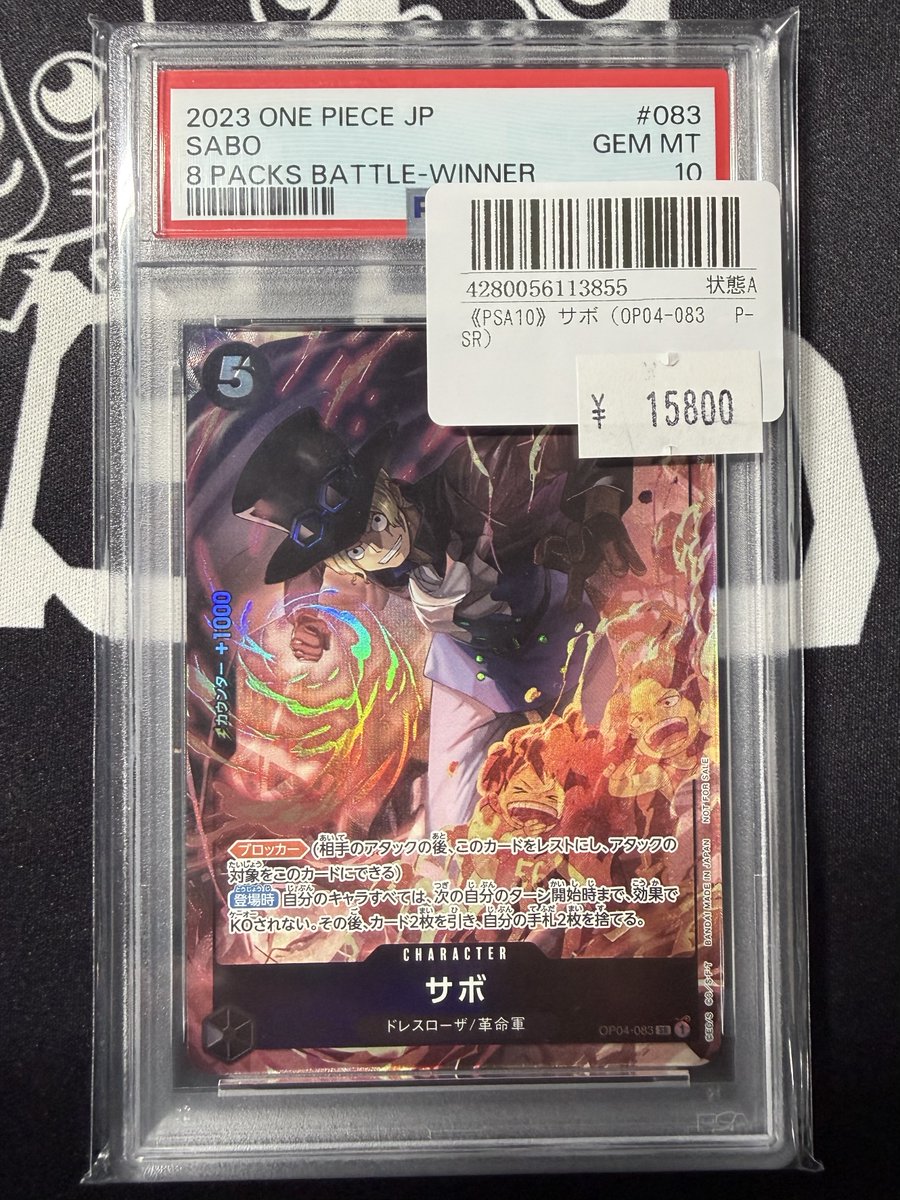 2023 ONE PIECE JP #083
SABO GEM MT
8 PACKS BATTLE-WINNER 10
4280056113855 状態A
《PSA10》サボ（OP04-083 P-
SR）
¥ 15800
5
カウンター +1000
ブロッカー (相手のアタックの後、このカードをレストにし、アタックの
対象をこのカードにできる)
登場時 自分のキャラすべては、次の自分のターン開始時まで、効果で
KOされない。その後、カード2枚を引き、自分の手札2枚を捨てる。
CHARACTER
サボ
ドレスローザ/革命軍
OP04-083 SR 1
©E.O./S. ©O./S.F.T BANDAI MADE IN JAPAN NOT FOR SALE
PSA